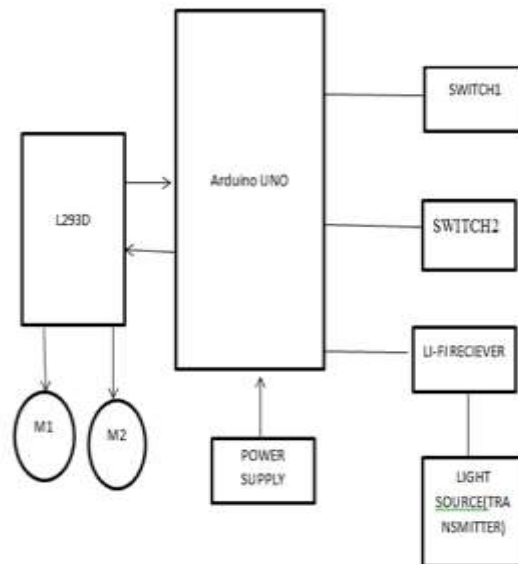 SWITCH1
Arduino UNO
L293D
SWITCH2
LI-FI RECIEVER
M1
M2
POWER
SUPPLY
LIGHT
SOURCE(TRA
NSMITTER)